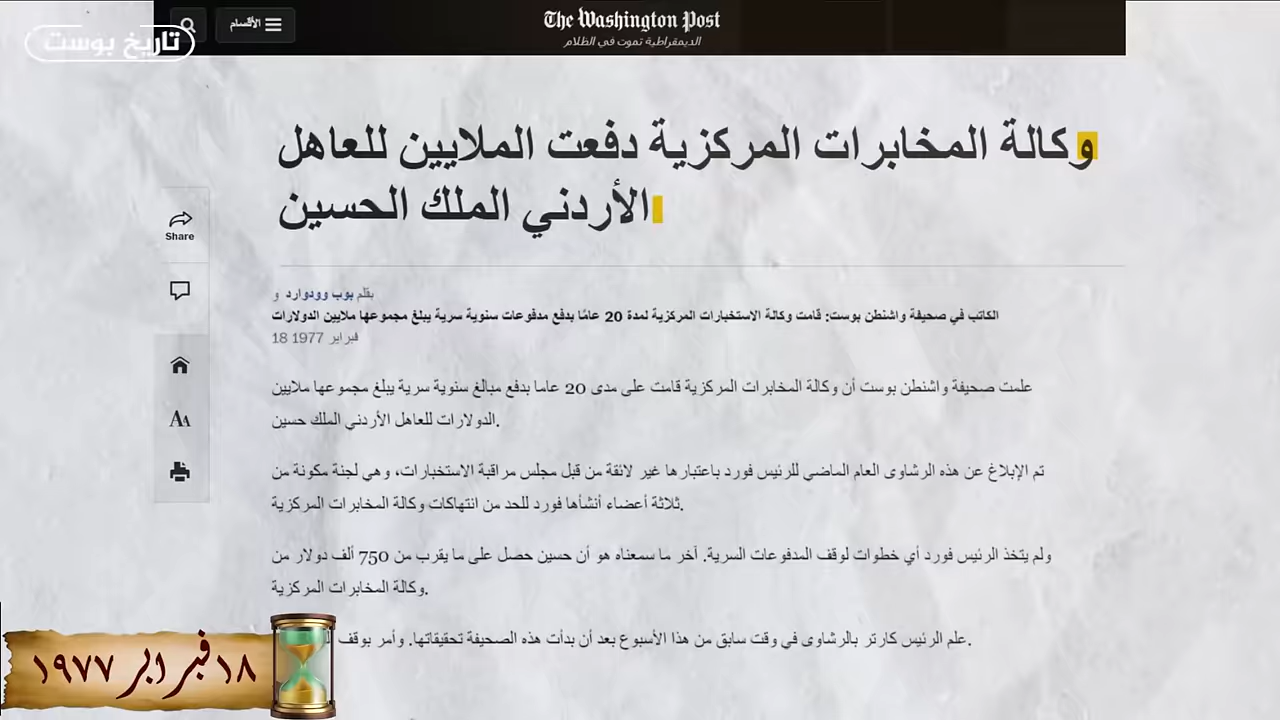 تاريخ بوست
الأقسام
The Washington Post
الديمقراطية تموت في الظلام
وكالة المخابرات المركزية دفعت الملايين للعاهل
الأردني الملك الحسين
Share
بقلم بوب وودوارد و
الكاتب في صحيفة واشنطن بوست: قامت وكالة الاستخبارات المركزية لمدة 20 عامًا بدفع مدفوعات سنوية سرية يبلغ مجموعها ملايين الدولارات
18 فبراير 1977
علمت صحيفة واشنطن بوست أن وكالة المخابرات المركزية قامت على مدى 20 عاما بدفع مبالغ سنوية سرية يبلغ مجموعها ملايين
الدولارات للعاهل الأردني الملك حسين.
تم الإبلاغ عن هذه الرشاوى العام الماضي للرئيس فورد باعتبارها غير لائقة من قبل مجلس مراقبة الاستخبارات، وهي لجنة مكونة من
ثلاثة أعضاء أنشأها فورد للحد من انتهاكات وكالة المخابرات المركزية.
ولم يتخذ الرئيس فورد أي خطوات لوقف المدفوعات السرية. آخر ما سمعناه هو أن حسين حصل على ما يقرب من 750 ألف دولار من
وكالة المخابرات المركزية.
علم الرئيس كارتر بالرشاوى في وقت سابق من هذا الأسبوع بعد أن بدأت هذه الصحيفة تحقيقاتها. وأمر بوقف
١٨ فبراير ١٩٧٧